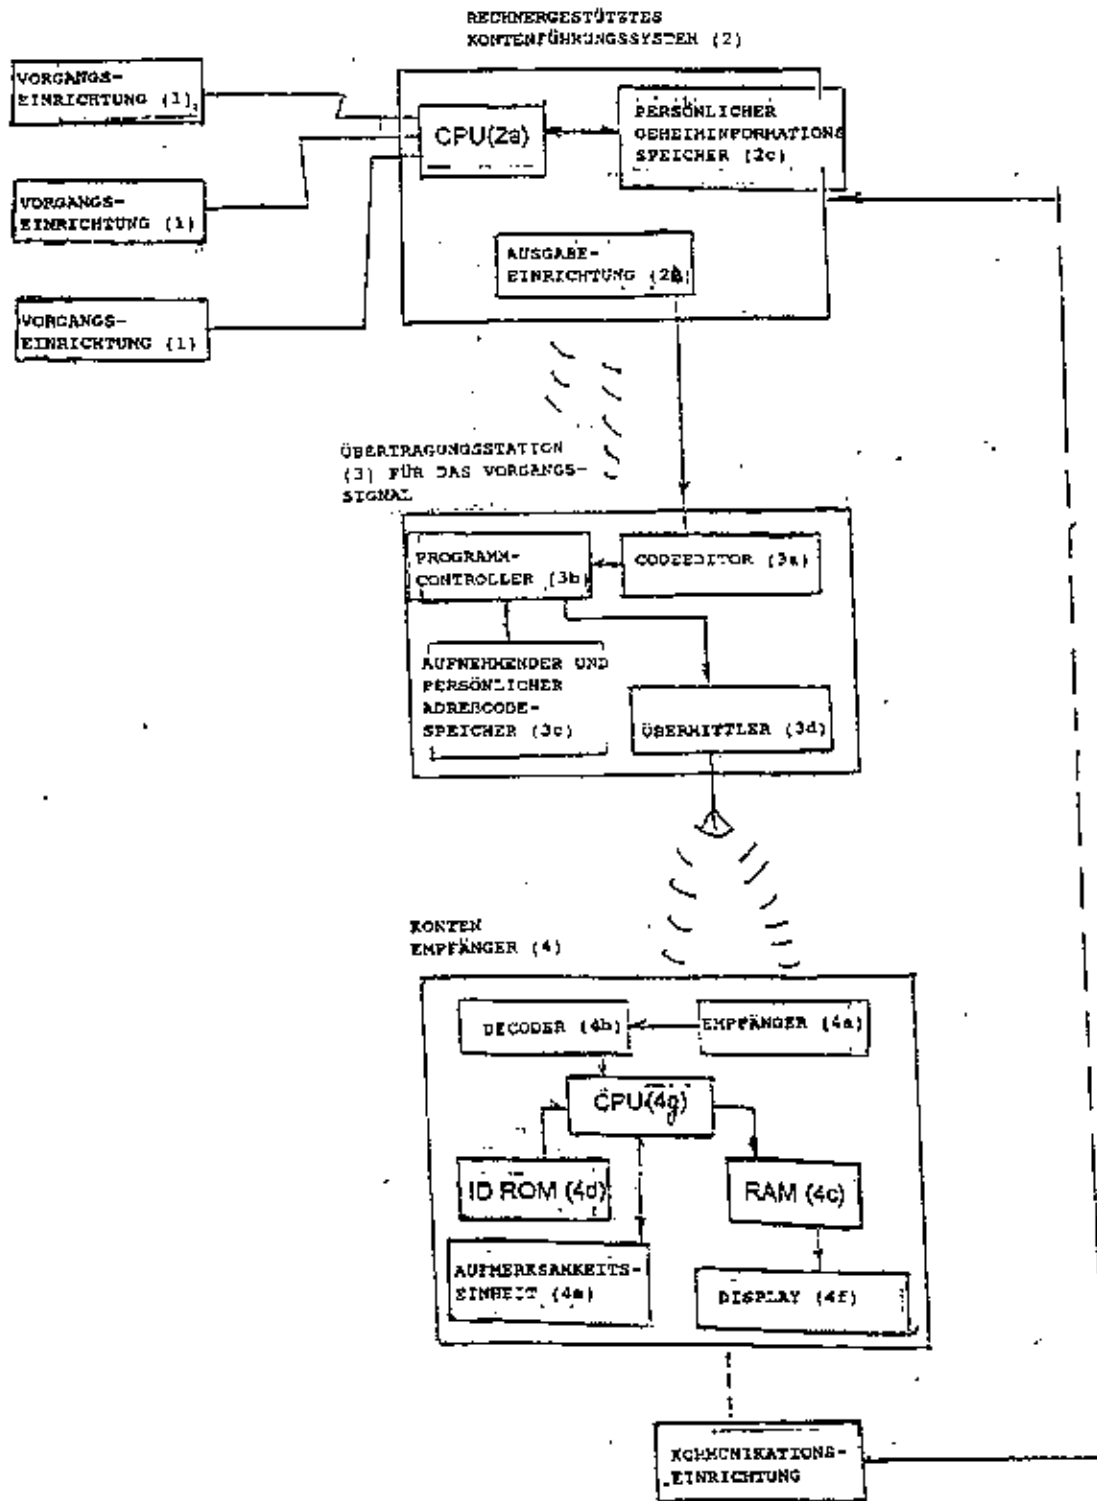 RECHNERGESTÜTZTES
KONTENFÜHRUNGSSYSTEM (2)
VORGANGS-
EINRICHTUNG (1)
CPU(2a)
PERSÖNLICHER
GEHEIMINFORMATIONS
SPEICHER (2c)
VORGANGS-
EINRICHTUNG (1)
AUSGABE-
EINRICHTUNG (2b)
VORGANGS-
EINRICHTUNG (1)
ÜBERTRAGUNGSSTATION
(3) FÜR DAS VORGANGS-
SIGNAL
PROGRAMM-
CONTROLLER (3b)
CODEEDITOR (3a)
AUFNEHMENDER UND
PERSÖNLICHER
ADREßCODE-
SPEICHER (3c)
ÜBERMITTLER (3d)
KONTEN
EMPFÄNGER (4)
DECODER (4b)
EMPFÄNGER (4a)
CPU(4g)
ID ROM (4d)
RAM (4c)
AUFMERKSAMKEITS-
EINHEIT (4e)
DISPLAY (4f)
KOMMUNIKATIONS-
EINRICHTUNG